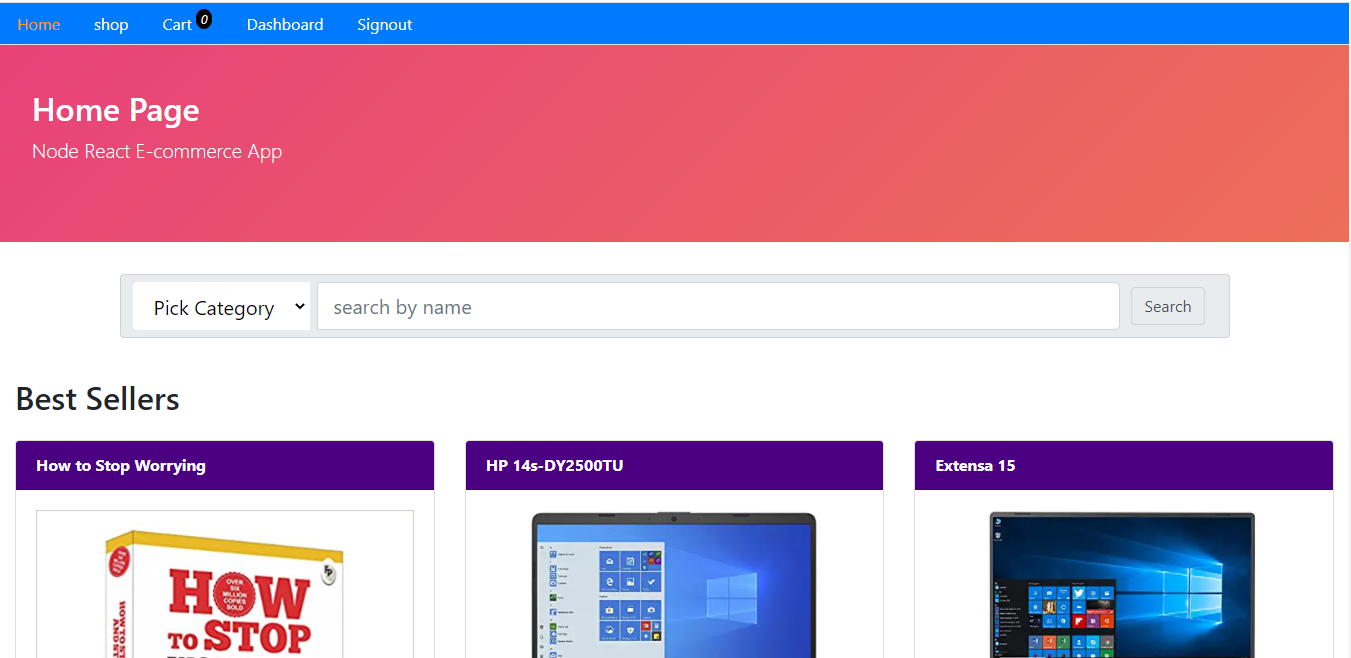 Home shop Cart 0 Dashboard Signout
Home Page
Node React E-commerce App
Pick Category search by name Search
Best Sellers
How to Stop Worrying HP 14s-DY2500TU Extensa 15
OVER
SIX
MILLION
COPIES
SOLD
HOW
TO STOP
FP